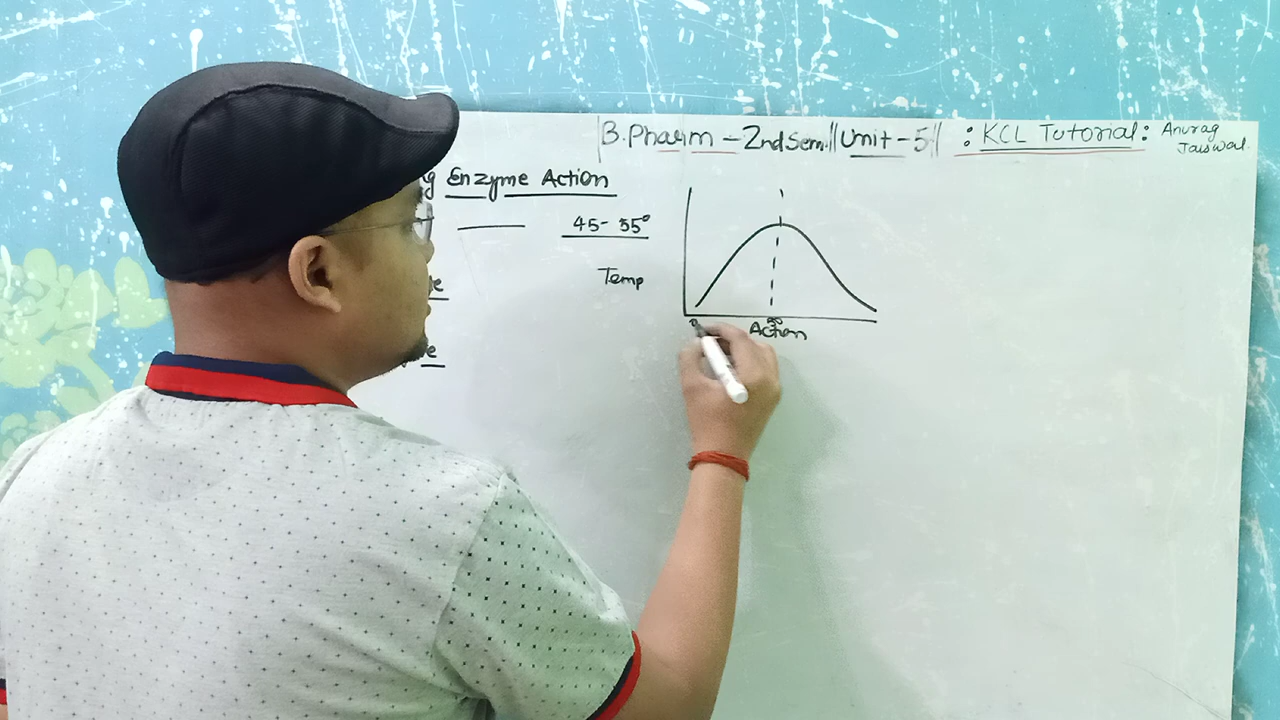 B. Pharm - 2nd Sem. || Unit - 5 ||
: KCL Tutorial :
Anurag
Jaiswal.
Enzyme Action
45 - 55°
Temp
Action